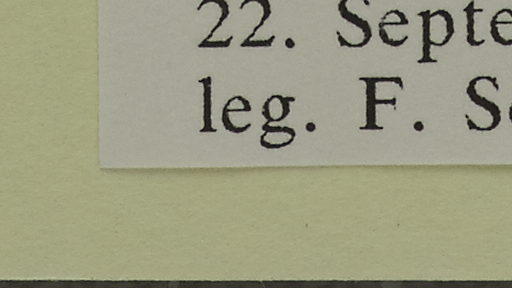 22. Septe
leg. F. S